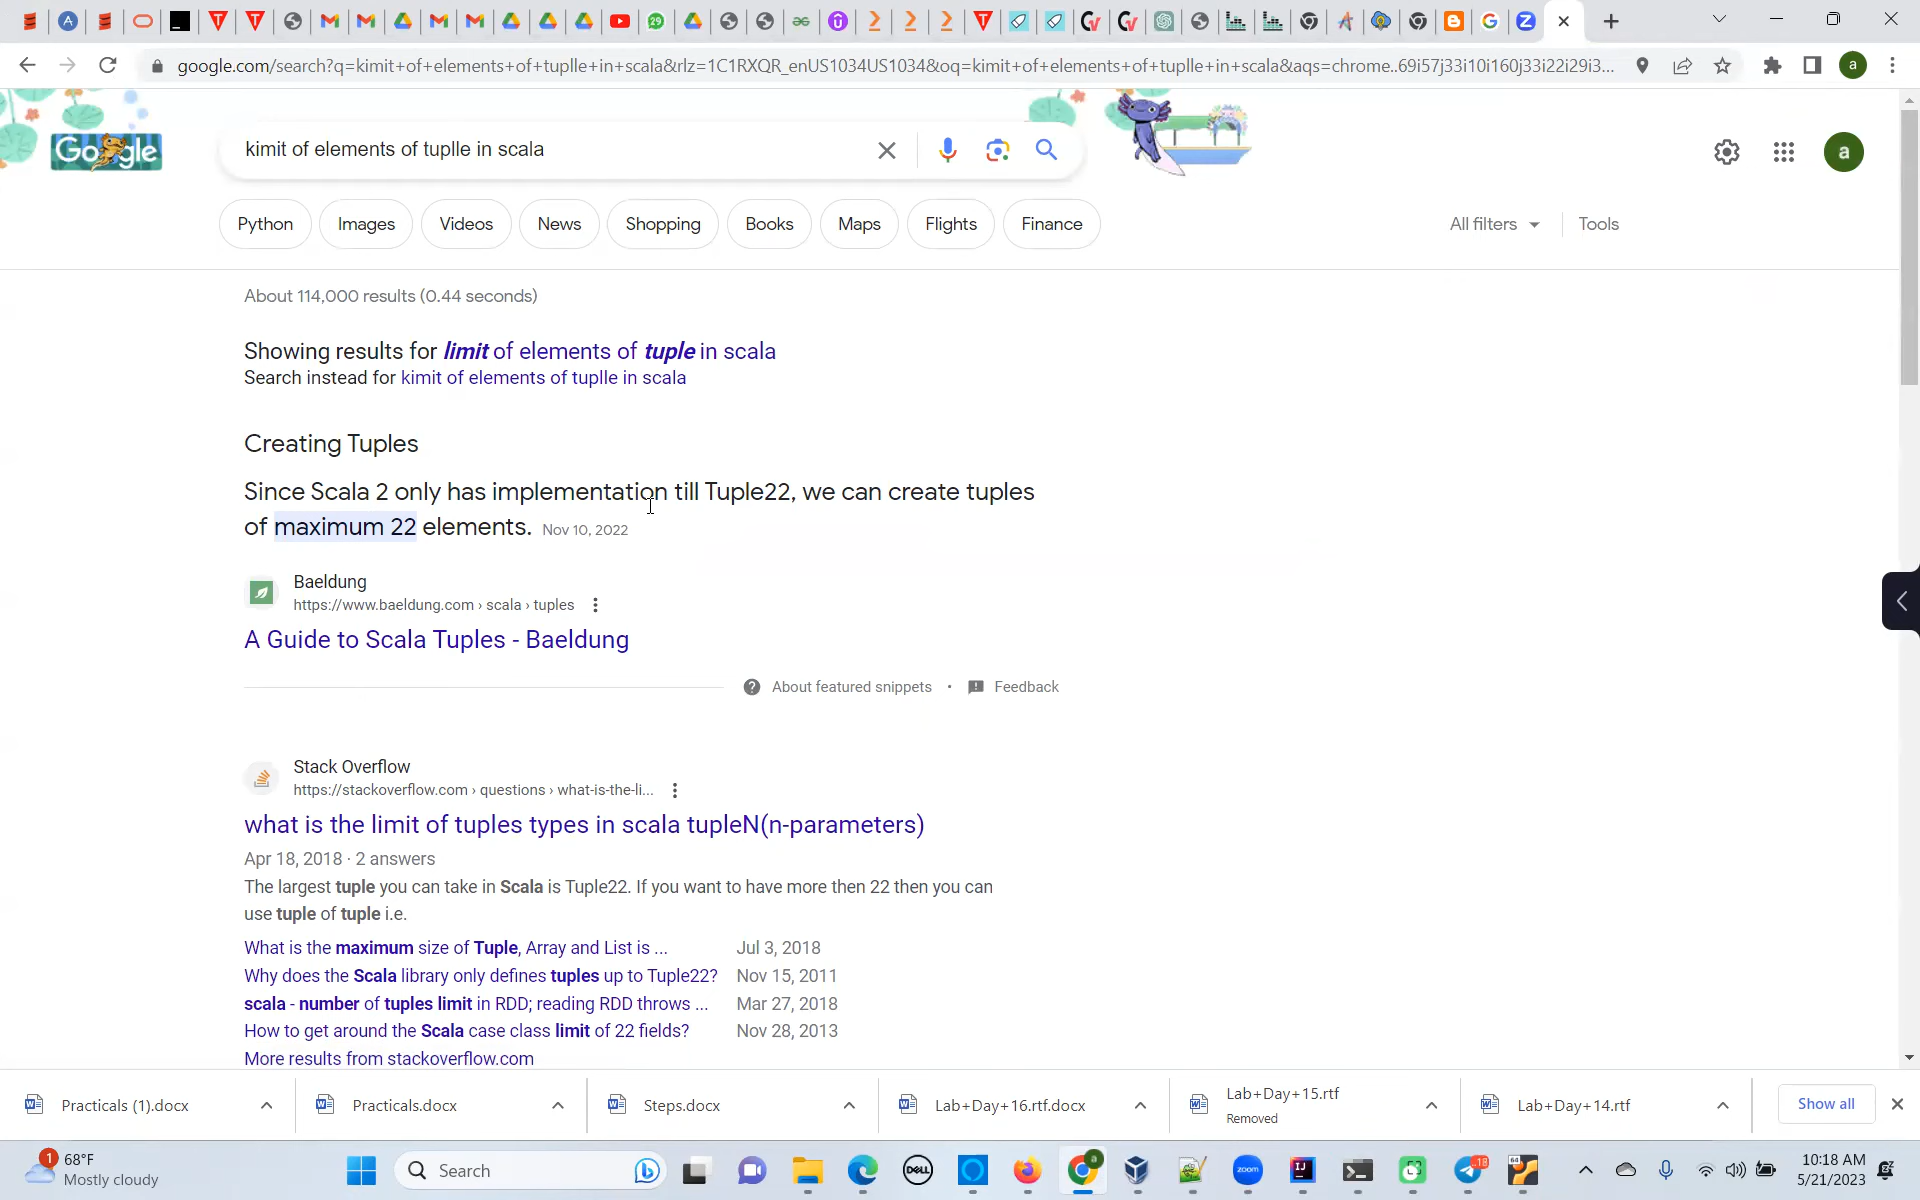 google.com/search?q=kimit+of+elements+of+tuplle+in+scala&rlz=1C1RXQR_enUS1034US1034&oq=kimit+of+elements+of+tuplle+in+scala&aqs=chrome..69i57j33i10i160j33i22i29i3...
a
Google
kimit of elements of tuplle in scala
a
Python
Images
Videos
News
Shopping
Books
Maps
Flights
Finance
All filters
Tools
About 114,000 results (0.44 seconds)
Showing results for limit of elements of tuple in scala
Search instead for kimit of elements of tuplle in scala
Creating Tuples
Since Scala 2 only has implementation till Tuple22, we can create tuples
of maximum 22 elements. Nov 10, 2022
Baeldung
https://www.baeldung.com › scala › tuples
A Guide to Scala Tuples - Baeldung
About featured snippets • Feedback
Stack Overflow
https://stackoverflow.com › questions › what-is-the-li...
what is the limit of tuples types in scala tupleN(n-parameters)
Apr 18, 2018 · 2 answers
The largest tuple you can take in Scala is Tuple22. If you want to have more then 22 then you can
use tuple of tuple i.e.
What is the maximum size of Tuple, Array and List is ... Jul 3, 2018
Why does the Scala library only defines tuples up to Tuple22? Nov 15, 2011
scala - number of tuples limit in RDD; reading RDD throws ... Mar 27, 2018
How to get around the Scala case class limit of 22 fields? Nov 28, 2013
More results from stackoverflow.com
Practicals (1).docx
Practicals.docx
Steps.docx
Lab+Day+16.rtf.docx
Lab+Day+15.rtf
Removed
Lab+Day+14.rtf
Show all
1
68°F
Mostly cloudy
Search
DELL
a
zoom
IJ
18
64
10:18 AM
5/21/2023